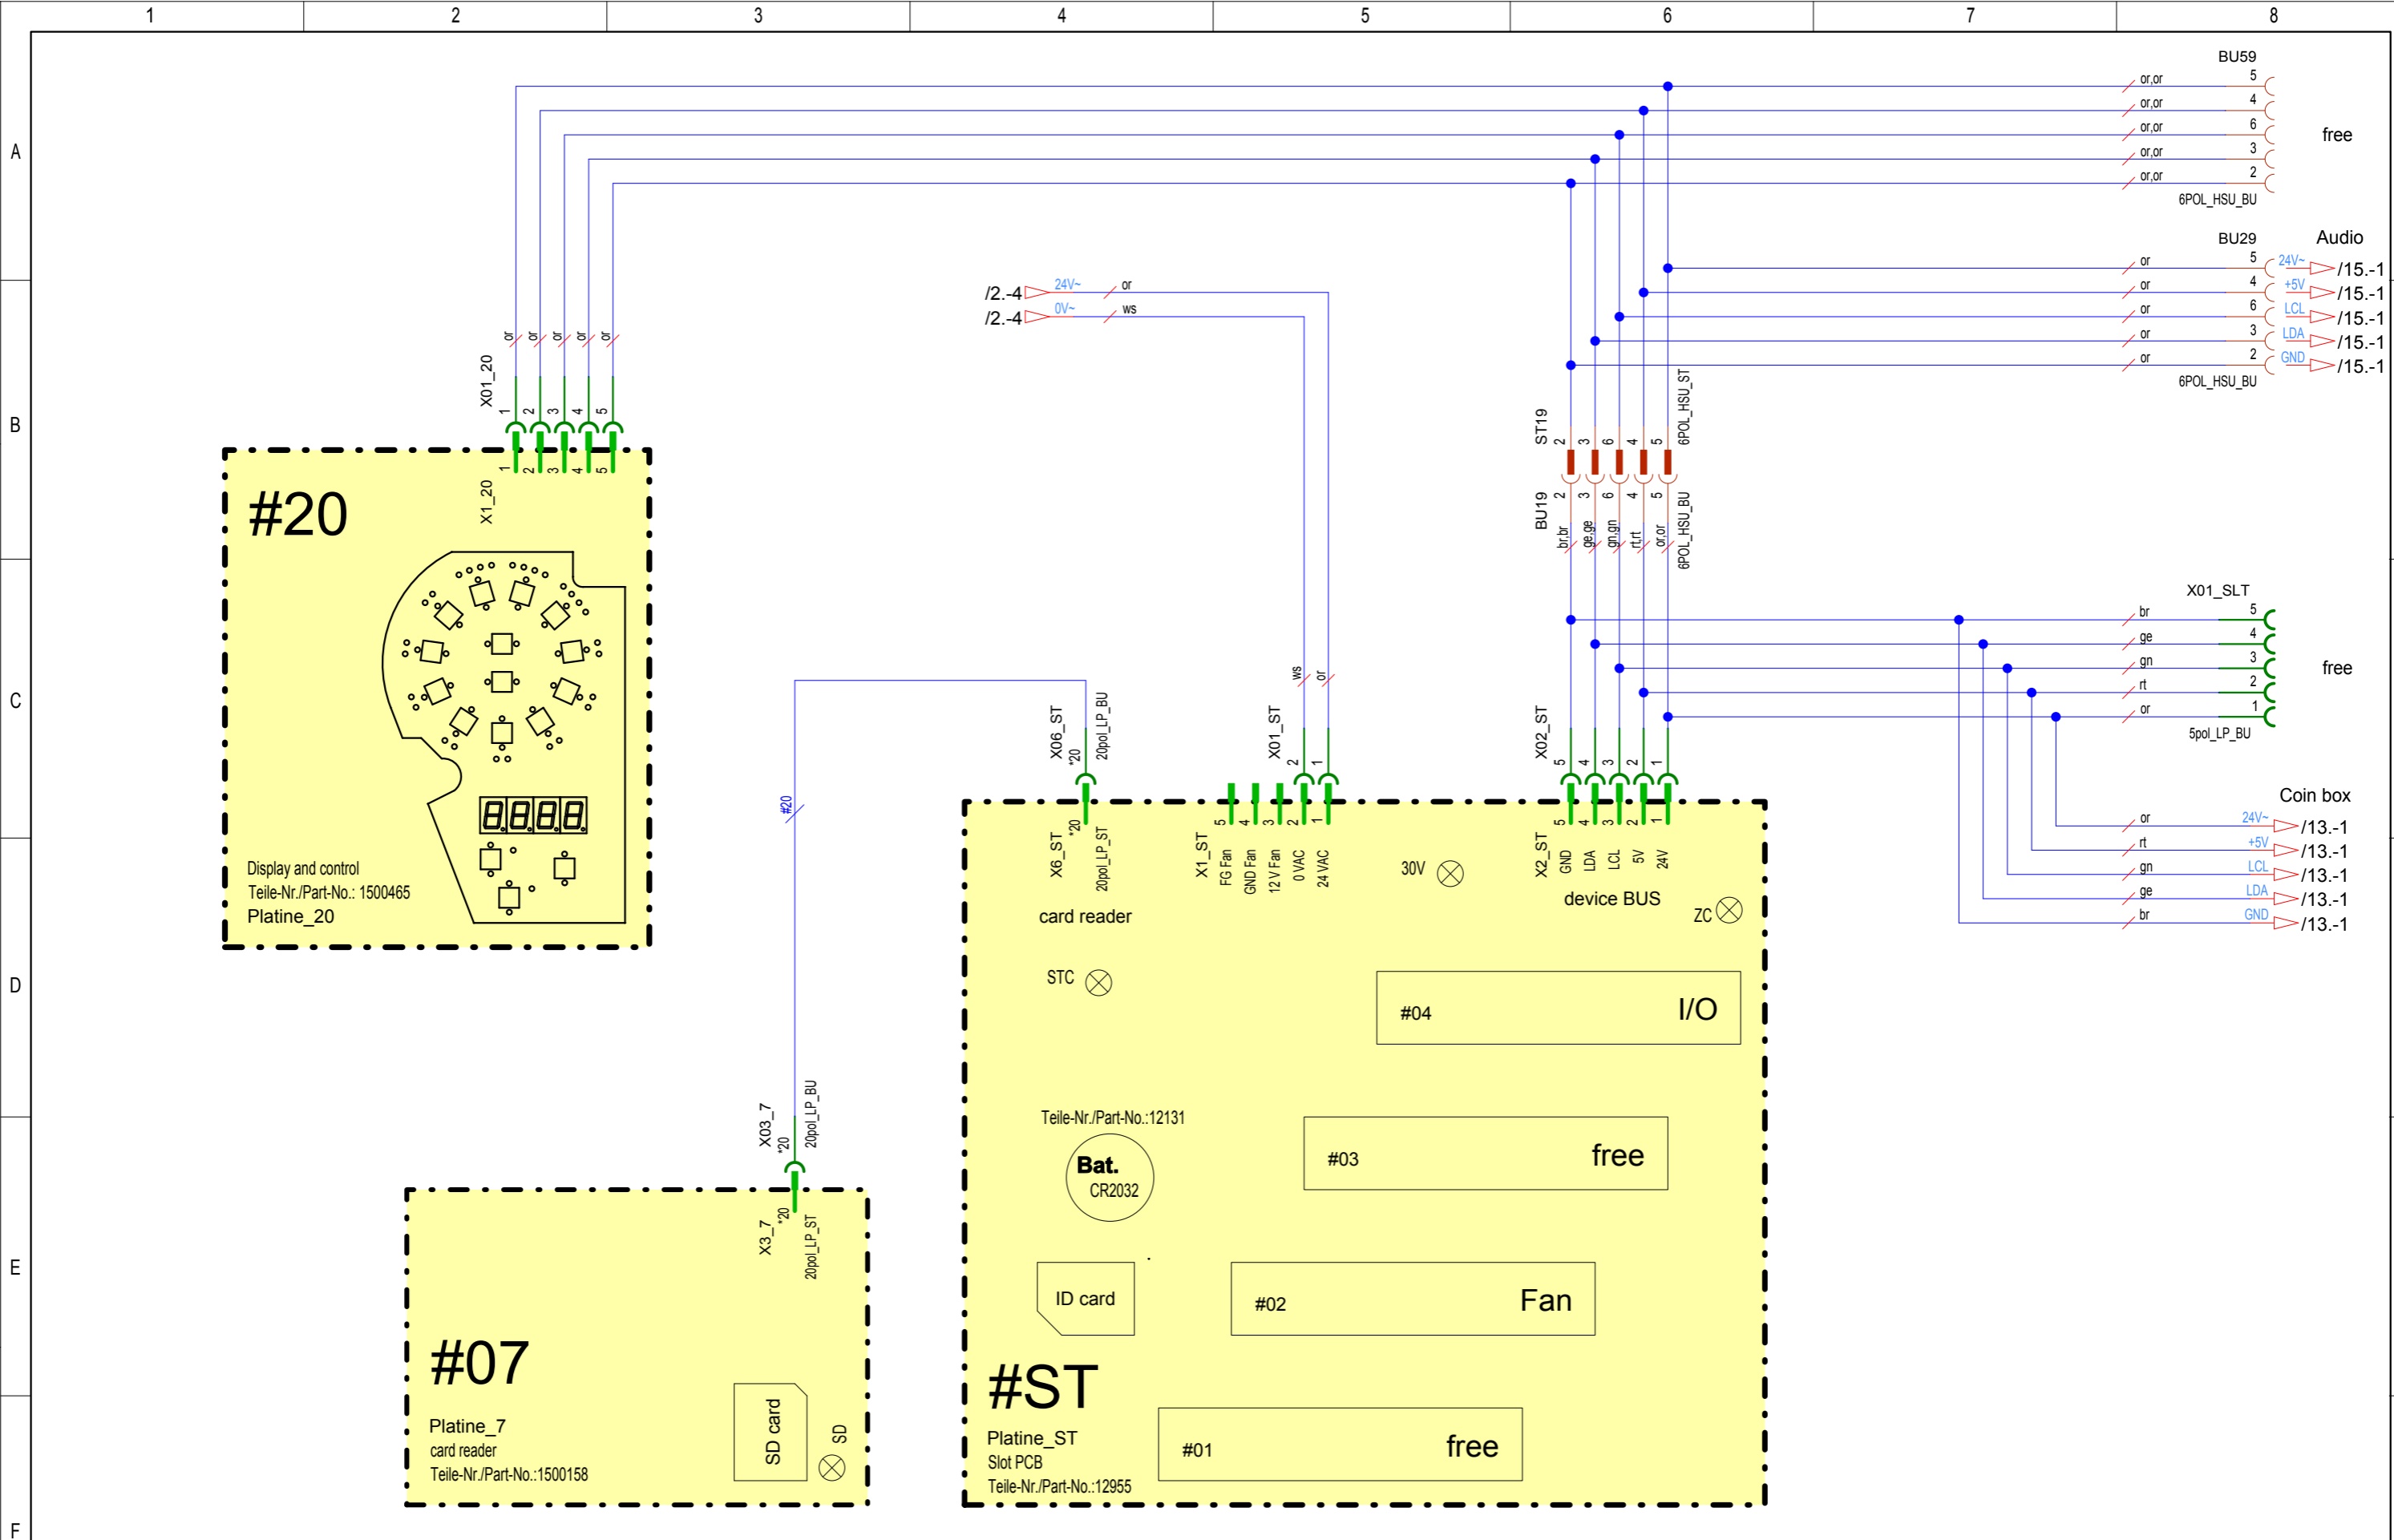 1 2 3 4 5 6 7 8
A
B
C
D
E
F
BU59
or,or 5
or,or 4
or,or 6
or,or 3
or,or 2
free
6POL_HSU_BU
BU29 Audio
or 5 24V~ /15.-1
or 4 +5V /15.-1
or 6 LCL /15.-1
or 3 LDA /15.-1
or 2 GND /15.-1
6POL_HSU_BU
/2.-4 24V~ or
/2.-4 0V~ ws
or or or or or
X01_20
1 2 3 4 5
1 2 3 4 5
X1_20
#20
Display and control
Teile-Nr./Part-No.: 1500465
Platine_20
8.8.8.8.
ST19
2 3 6 4 5
6POL_HSU_ST
BU19
2 3 6 4 5
br,br ge,ge gn,gn rt,rt or,or
6POL_HSU_BU
X01_SLT
br 5
ge 4
gn 3
rt 2
or 1
free
5pol_LP_BU
Coin box
or 24V~ /13.-1
rt +5V /13.-1
gn LCL /13.-1
ge LDA /13.-1
br GND /13.-1
#20
X06_ST
*20
20pol_LP_BU
ws or
X01_ST
2 1
X02_ST
5 4 3 2 1
X6_ST
*20
20pol_LP_ST
card reader
X1_ST
5 4 3 2 1
FG Fan
GND Fan
12 V Fan
0 VAC
24 VAC
30V
X2_ST
5 4 3 2 1
GND
LDA
LCL
5V
24V
device BUS
ZC
STC
#04 I/O
Teile-Nr./Part-No.:12131
Bat.
CR2032
#03 free
ID card
#02 Fan
#ST
Platine_ST
Slot PCB
Teile-Nr./Part-No.:12955
#01 free
X03_7
*20
20pol_LP_BU
X3_7
*20
20pol_LP_ST
#07
Platine_7
card reader
Teile-Nr./Part-No.:1500158
SD card
SD